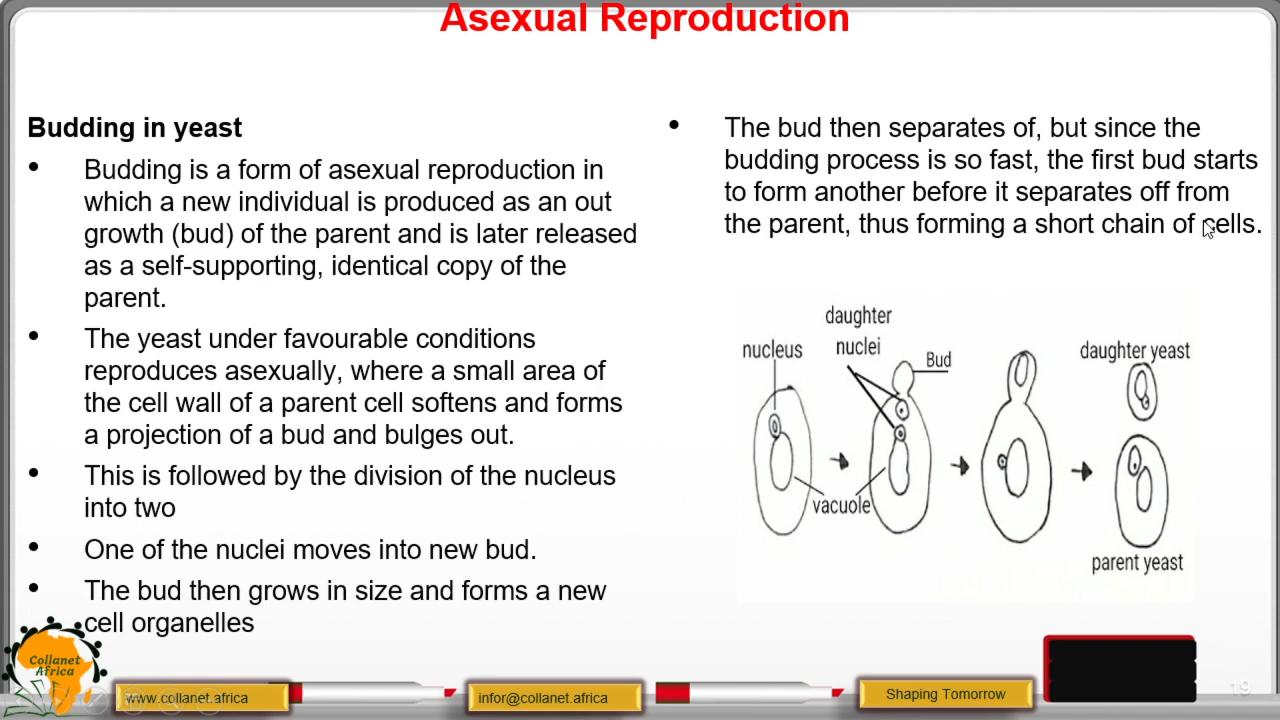 Asexual Reproduction
Budding in yeast
• Budding is a form of asexual reproduction in
which a new individual is produced as an out
growth (bud) of the parent and is later released
as a self-supporting, identical copy of the
parent.
• The yeast under favourable conditions
reproduces asexually, where a small area of
the cell wall of a parent cell softens and forms
a projection of a bud and bulges out.
• This is followed by the division of the nucleus
into two
• One of the nuclei moves into new bud.
• The bud then grows in size and forms a new
cell organelles
• The bud then separates of, but since the
budding process is so fast, the first bud starts
to form another before it separates off from
the parent, thus forming a short chain of cells.
nucleus
daughter
nuclei
Bud
daughter yeast
vacuole
parent yeast
Collanet
Africa
www.collanet.africa
infor@collanet.africa
Shaping Tomorrow
19